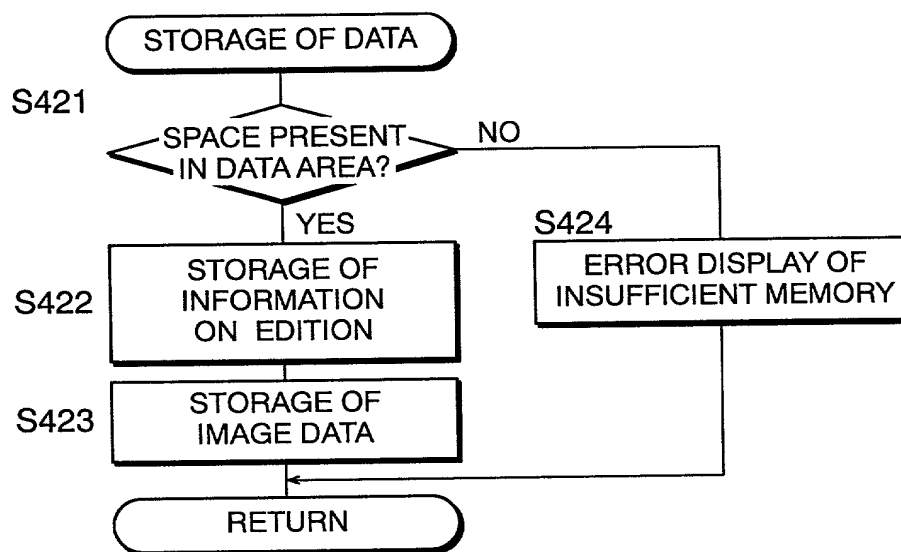 STORAGE OF DATA
S421
SPACE PRESENT
IN DATA AREA?
NO
YES
S424
ERROR DISPLAY OF
INSUFFICIENT MEMORY
S422
STORAGE OF
INFORMATION
ON EDITION
S423
STORAGE OF
IMAGE DATA
RETURN